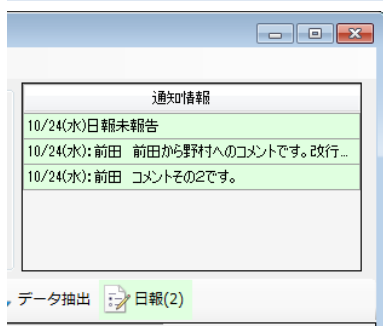 通知情報
10/24(水)日報未報告
10/24(水):前田　前田から野村へのコメントです。改行...
10/24(水):前田　コメントその2です。
データ抽出　日報(2)